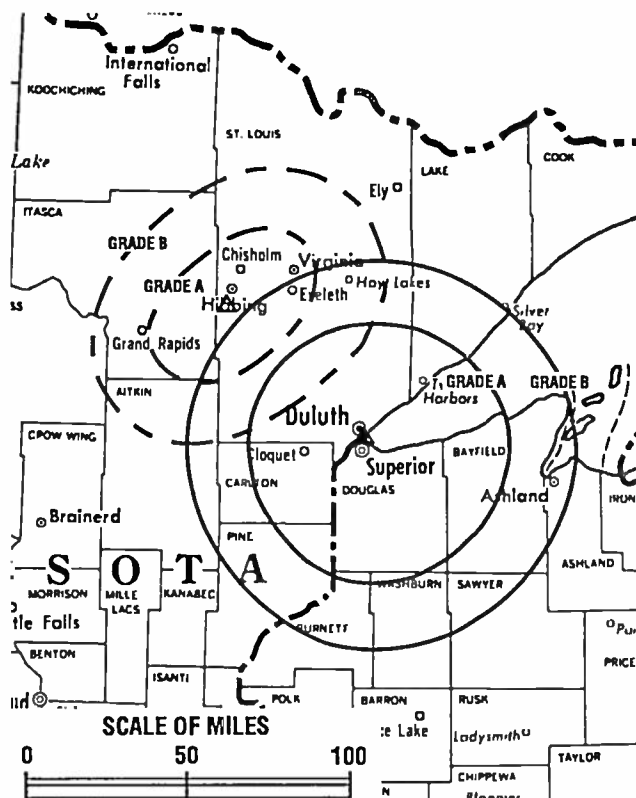 International
Falls
KOOCHICHING
ST. LOUIS
LAKE
COOK
Lake
Ely
ITASCA
GRADE B
Chisholm
Virginia
GRADE A
Hibbing
Eveleth
Hoyt Lakes
Silver
Bay
Grand Rapids
GRADE A
GRADE B
Harbors
AITKIN
Duluth
CROW WING
Cloquet
Superior
BAYFIELD
CARLTON
DOUGLAS
Ashland
IRON
Brainerd
PINE
S O T A
ASHLAND
MORRISON
MILLE
LACS
KANABEC
WASHBURN
SAWYER
tle Falls
BURNETT
BENTON
PRICE
ISANTI
POLK
BARRON
RUSK
SCALE OF MILES
ce Lake
Ladysmith
0 50 100
TAYLOR
CHIPPEWA